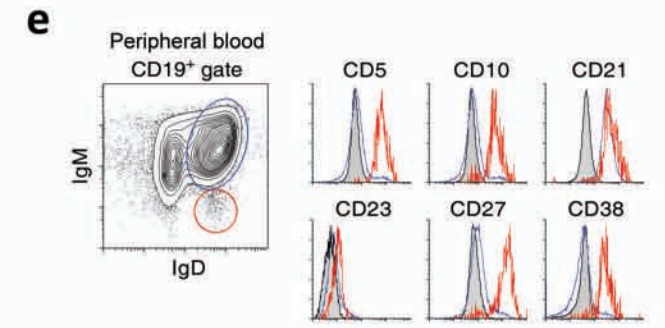 e
Peripheral blood
CD19⁺ gate
IgM
IgD
CD5 CD10 CD21
CD23 CD27 CD38